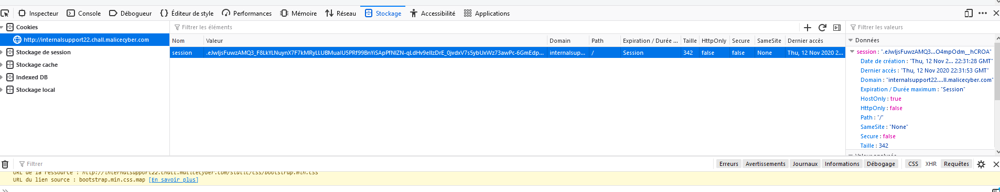 Inspecteur Console Débogueur Éditeur de style Performances Mémoire Réseau Stockage Accessibilité Applications
Cookies
http://internalsupport22.chall.malicecyber.com
Stockage de session
Stockage cache
Indexed DB
Stockage local
Filtrer les éléments
Nom Valeur Domain Path Expiration / Durée ... Taille HttpOnly Secure SameSite Dernier accès
session internalsup... / Session 342 false false None Thu, 12 Nov 2020 2...
Filtrer les valeurs
Données
session : ".eJwljsFuwzAMQ3...O4mpOdm__hCROA"
Date de création : "Thu, 12 Nov 2... 22:31:28 GMT"
Dernier accès : "Thu, 12 Nov 2020 22:31:53 GMT"
Domain : "internalsupport22....ll.malicecyber.com"
Expiration / Durée maximum : "Session"
HostOnly : true
HttpOnly : false
Path : "/"
SameSite : "None"
Secure : false
Taille : 342
Filtrer
Erreurs Avertissements Journaux Informations Débogage CSS XHR Requêtes
URL de la ressource : http://internalsupport22.chall.malicecyber.com/static/css/bootstrap.min.css
URL du lien source : bootstrap.min.css.map [En savoir plus]